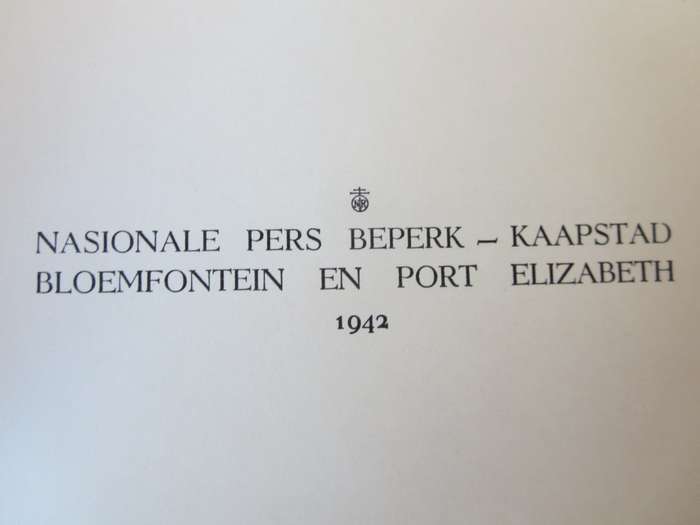 NASIONALE PERS BEPERK – KAAPSTAD
BLOEMFONTEIN EN PORT ELIZABETH
1942